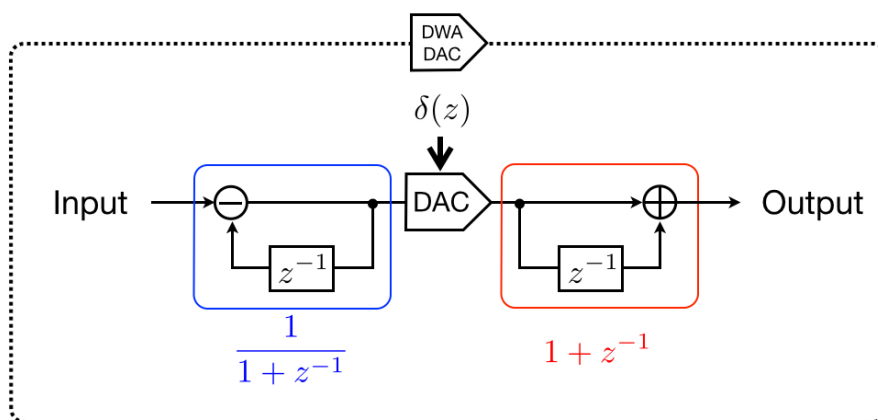 DWA
DAC
δ(z)
Input
−
DAC
+
Output
z⁻¹
z⁻¹
1
1 + z⁻¹
1 + z⁻¹